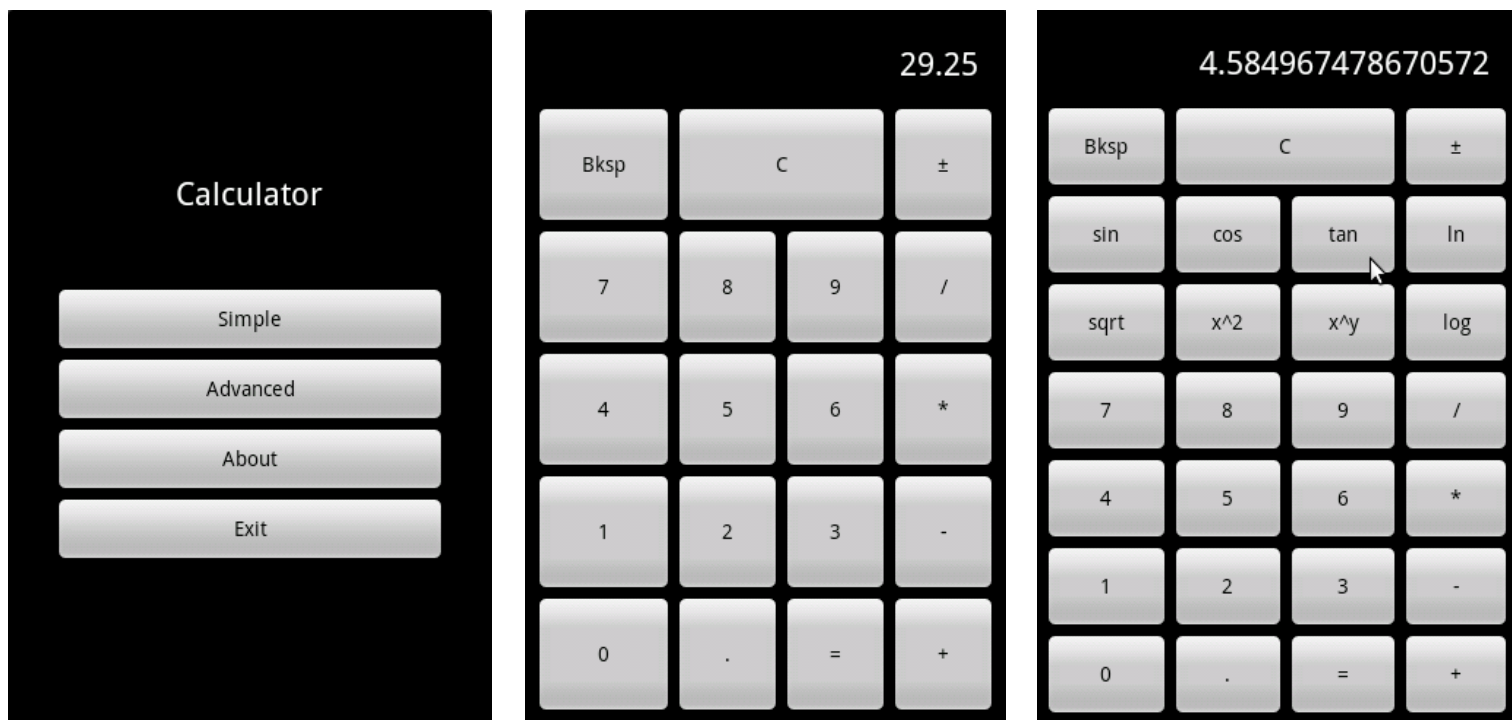 Calculator
Simple
Advanced
About
Exit
29.25
Bksp C ±
7 8 9 /
4 5 6 *
1 2 3 -
0 . = +
4.584967478670572
Bksp C ±
sin cos tan ln
sqrt x^2 x^y log
7 8 9 /
4 5 6 *
1 2 3 -
0 . = +